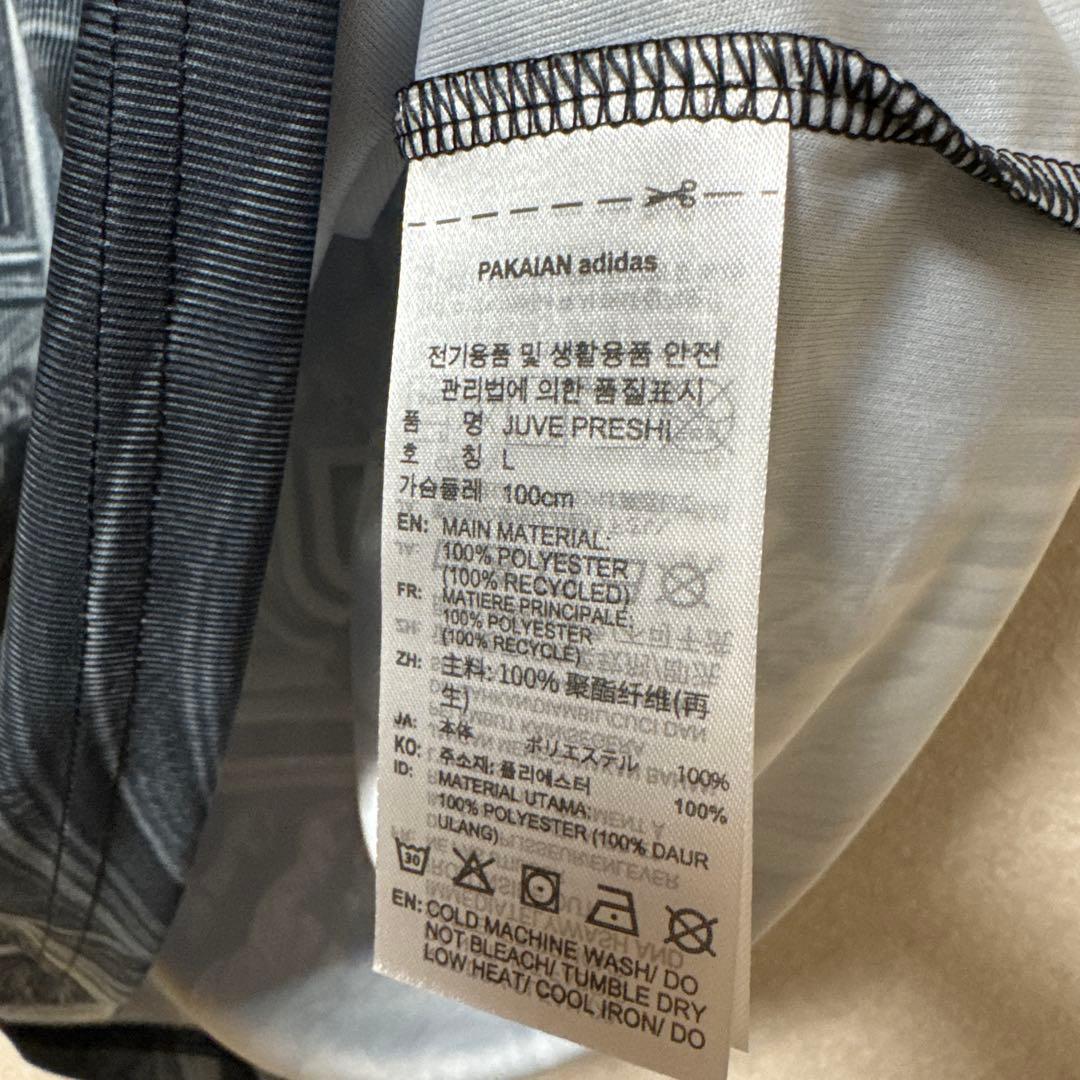 PAKAIAN adidas
전기용품 및 생활용품 안전
관리법에 의한 품질표시
품 명 JUVE PRESHI
호 칭 L
가슴둘레 100cm
EN: MAIN MATERIAL:
100% POLYESTER
(100% RECYCLED)
FR: MATIERE PRINCIPALE:
100% POLYESTER
(100% RECYCLE)
ZH: 主料: 100% 聚酯纤维(再
生)
JA: 本体 ポリエステル 100%
KO: 주소재: 폴리에스터 100%
ID: MATERIAL UTAMA:
100% POLYESTER (100% DAUR
ULANG)
30
EN: COLD MACHINE WASH/ DO
NOT BLEACH/ TUMBLE DRY
LOW HEAT/ COOL IRON/ DO